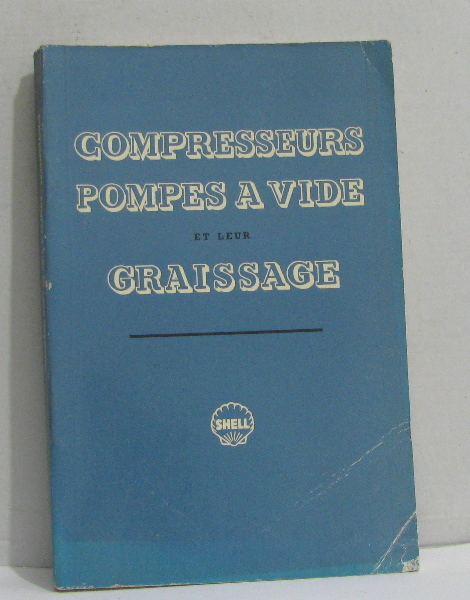 COMPRESSEURS
POMPES A VIDE
ET LEUR
GRAISSAGE
SHELL